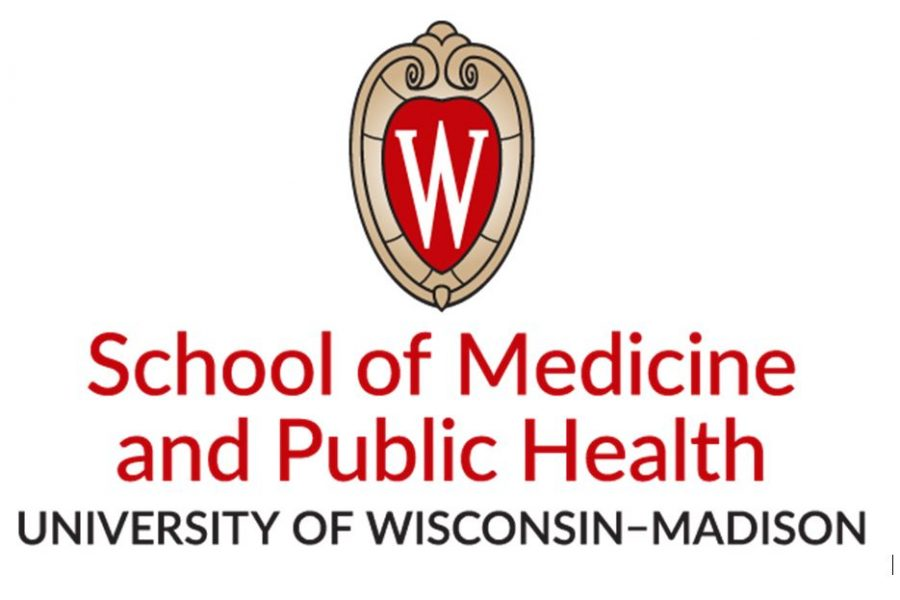 W
School of Medicine
and Public Health
UNIVERSITY OF WISCONSIN–MADISON